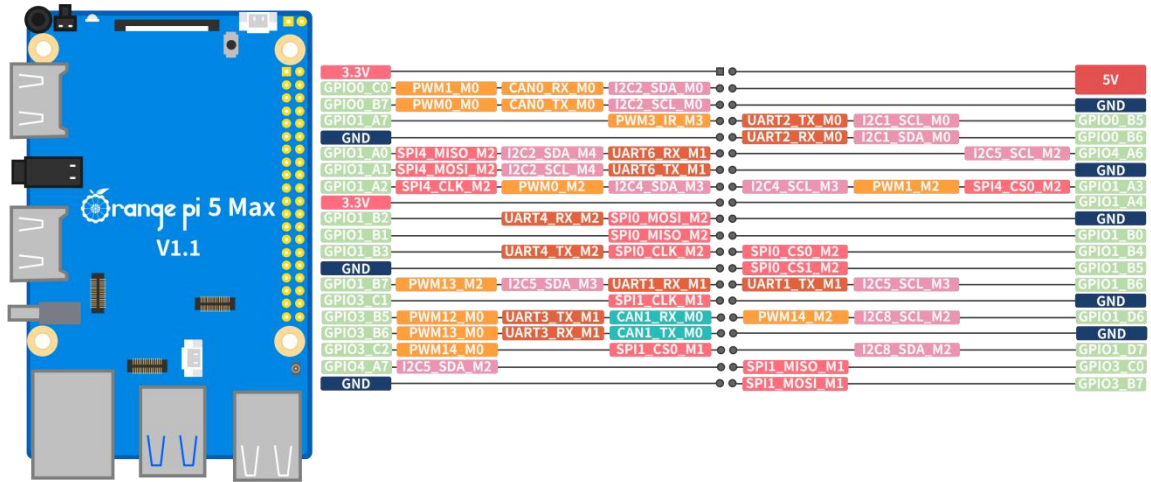 Orange pi 5 Max
V1.1
3.3V 5V
GPIO0_C0 PWM1_M0 CAN0_RX_M0 I2C2_SDA_M0
GPIO0_B7 PWM0_M0 CAN0_TX_M0 I2C2_SCL_M0 GND
GPIO1_A7 PWM3_IR_M3 UART2_TX_M0 I2C1_SCL_M0 GPIO0_B5
GND UART2_RX_M0 I2C1_SDA_M0 GPIO0_B6
GPIO1_A0 SPI4_MISO_M2 I2C2_SDA_M4 UART6_RX_M1 I2C5_SCL_M2 GPIO4_A6
GPIO1_A1 SPI4_MOSI_M2 I2C2_SCL_M4 UART6_TX_M1 GND
GPIO1_A2 SPI4_CLK_M2 PWM0_M2 I2C4_SDA_M3 I2C4_SCL_M3 PWM1_M2 SPI4_CS0_M2 GPIO1_A3
3.3V GPIO1_A4
GPIO1_B2 UART4_RX_M2 SPI0_MOSI_M2 GND
GPIO1_B1 SPI0_MISO_M2 GPIO1_B0
GPIO1_B3 UART4_TX_M2 SPI0_CLK_M2 SPI0_CS0_M2 GPIO1_B4
GND SPI0_CS1_M2 GPIO1_B5
GPIO1_B7 PWM13_M2 I2C5_SDA_M3 UART1_RX_M1 UART1_TX_M1 I2C5_SCL_M3 GPIO1_B6
GPIO3_C1 SPI1_CLK_M1 GND
GPIO3_B5 PWM12_M0 UART3_TX_M1 CAN1_RX_M0 PWM14_M2 I2C8_SCL_M2 GPIO1_D6
GPIO3_B6 PWM13_M0 UART3_RX_M1 CAN1_TX_M0 GND
GPIO3_C2 PWM14_M0 SPI1_CS0_M1 I2C8_SDA_M2 GPIO1_D7
GPIO4_A7 I2C5_SDA_M2 SPI1_MISO_M1 GPIO3_C0
GND SPI1_MOSI_M1 GPIO3_B7